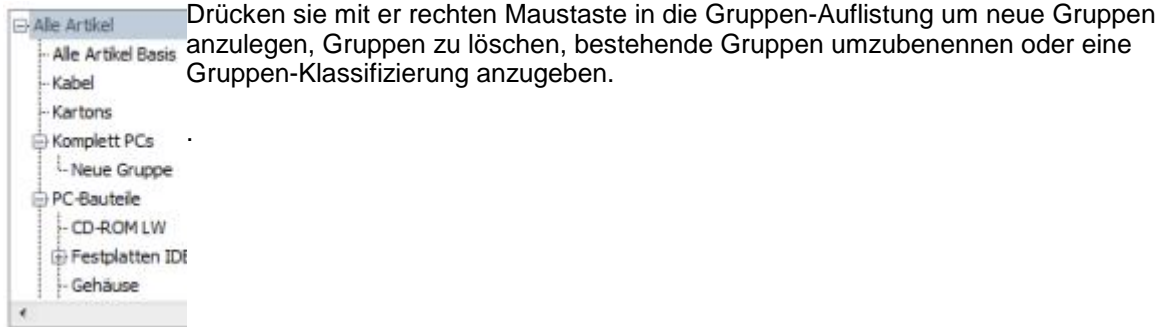 Alle Artikel
Alle Artikel Basis
Kabel
Kartons
Komplett PCs
Neue Gruppe
PC-Bauteile
CD-ROM LW
Festplatten IDE
Gehäuse
Drücken sie mit er rechten Maustaste in die Gruppen-Auflistung um neue Gruppen
anzulegen, Gruppen zu löschen, bestehende Gruppen umzubenennen oder eine
Gruppen-Klassifizierung anzugeben.
.